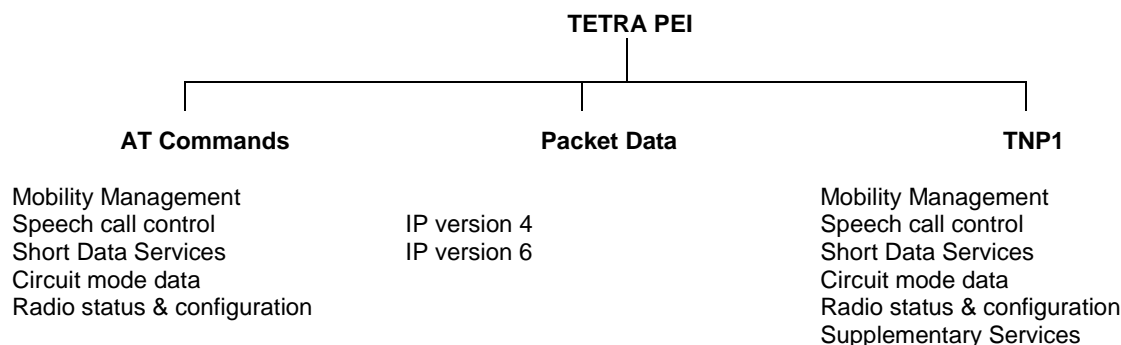 TETRA PEI
AT Commands
Packet Data
TNP1
Mobility Management
Speech call control
Short Data Services
Circuit mode data
Radio status & configuration
IP version 4
IP version 6
Mobility Management
Speech call control
Short Data Services
Circuit mode data
Radio status & configuration
Supplementary Services